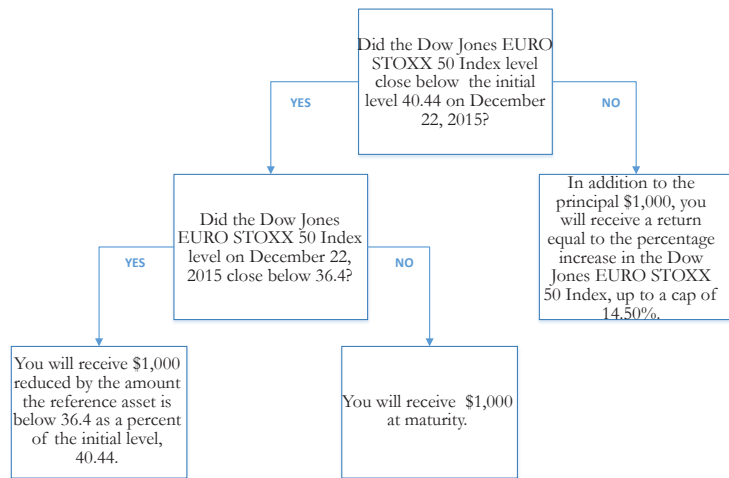 Did the Dow Jones EURO
STOXX 50 Index level
close below the initial
level 40.44 on December
22, 2015?
YES
NO
Did the Dow Jones
EURO STOXX 50 Index
level on December 22,
2015 close below 36.4?
In addition to the
principal $1,000, you
will receive a return
equal to the percentage
increase in the Dow
Jones EURO STOXX
50 Index, up to a cap of
14.50%.
YES
NO
You will receive $1,000
reduced by the amount
the reference asset is
below 36.4 as a percent
of the initial level,
40.44.
You will receive $1,000
at maturity.